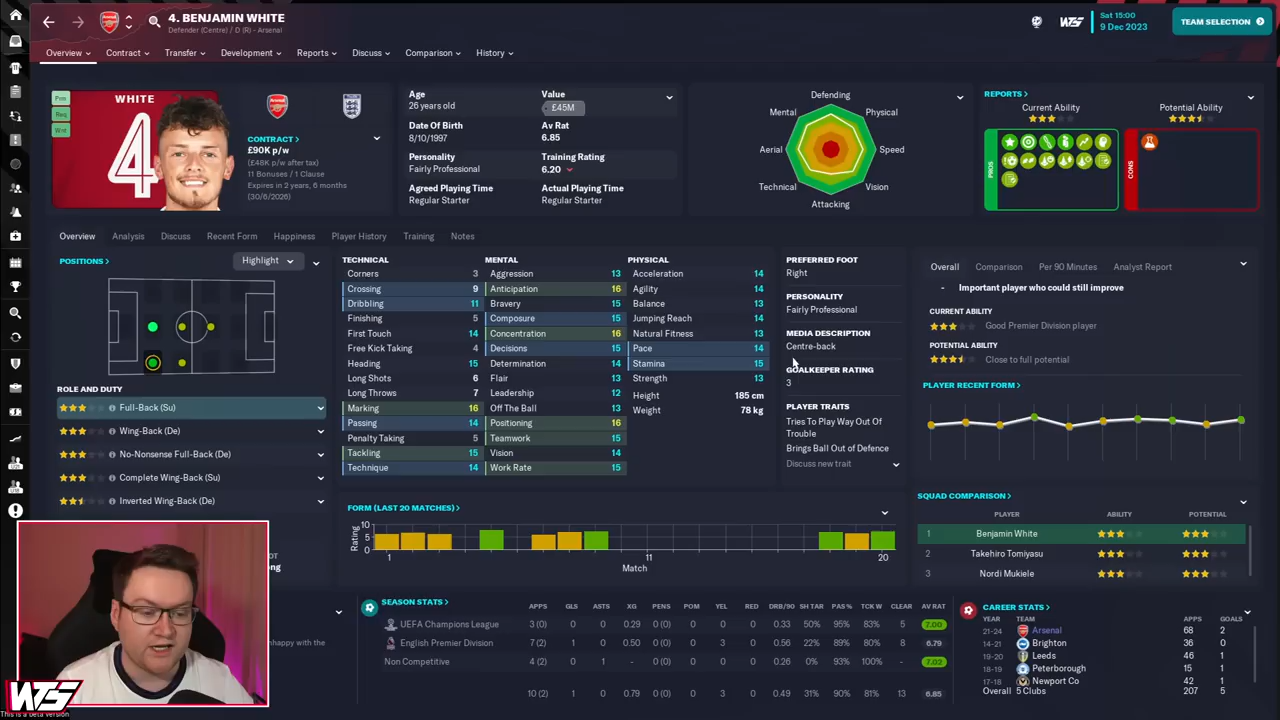 4. BENJAMIN WHITE
Defender (Centre) / D (R) - Arsenal
Sat 15:00
9 Dec 2023
TEAM SELECTION
Overview
Contract
Transfer
Development
Reports
Discuss
Comparison
History
Prm
Req
Wnt
WHITE
4
CONTRACT >
£90K p/w
(£48K p/w after tax)
11 Bonuses / 1 Clause
Expires in 2 years, 6 months
(30/6/2026)
Age
26 years old
Value
£45M
Date Of Birth
8/10/1997
Av Rat
6.85
Personality
Fairly Professional
Training Rating
6.20
Agreed Playing Time
Regular Starter
Actual Playing Time
Regular Starter
Defending
Mental
Physical
Aerial
Speed
Technical
Vision
Attacking
REPORTS >
Current Ability
Potential Ability
PROS
CONS
Overview
Analysis
Discuss
Recent Form
Happiness
Player History
Training
Notes
POSITIONS >
Highlight
ROLE AND DUTY
Full-Back (Su)
Wing-Back (De)
No-Nonsense Full-Back (De)
Complete Wing-Back (Su)
Inverted Wing-Back (De)
TECHNICAL
Corners 3
Crossing 9
Dribbling 11
Finishing 5
First Touch 14
Free Kick Taking 4
Heading 15
Long Shots 6
Long Throws 7
Marking 16
Passing 14
Penalty Taking 5
Tackling 15
Technique 14
MENTAL
Aggression 13
Anticipation 16
Bravery 15
Composure 15
Concentration 16
Decisions 15
Determination 14
Flair 13
Leadership 12
Off The Ball 13
Positioning 16
Teamwork 15
Vision 14
Work Rate 15
PHYSICAL
Acceleration 14
Agility 14
Balance 13
Jumping Reach 14
Natural Fitness 13
Pace 14
Stamina 15
Strength 13
Height 185 cm
Weight 78 kg
PREFERRED FOOT
Right
PERSONALITY
Fairly Professional
MEDIA DESCRIPTION
Centre-back
GOALKEEPER RATING
3
PLAYER TRAITS
Tries To Play Way Out Of
Trouble
Brings Ball Out of Defence
Discuss new trait
Overall
Comparison
Per 90 Minutes
Analyst Report
- Important player who could still improve
CURRENT ABILITY
Good Premier Division player
POTENTIAL ABILITY
Close to full potential
PLAYER RECENT FORM >
FORM (LAST 20 MATCHES) >
Rating
10
5
0
1
11
20
Match
SQUAD COMPARISON >
PLAYER ABILITY POTENTIAL
1 Benjamin White
2 Takehiro Tomiyasu
3 Nordi Mukiele
SEASON STATS >
APPS GLS ASTS XG PENS POM YEL RED DRB/90 SH TAR PAS % TCK W CLEAR AV RAT
UEFA Champions League 3 (0) - - 0.29 0 (0) - - - 0.33 50% 95% 83% 5 7.00
English Premier Division 7 (2) 1 - 0.50 0 (0) - 3 - 0.56 22% 89% 80% 8 6.79
Non Competitive 4 (2) - 1 - 0 (0) - - - 0.26 0% 93% 100% - 7.02
10 (2) 1 - 0.79 0 (0) - 3 - 0.49 31% 90% 81% 13 6.85
CAREER STATS >
YEAR TEAM APPS GOALS
21-24 Arsenal 68 2
14-21 Brighton 36 0
19-20 Leeds 46 1
18-19 Peterborough 15 1
17-18 Newport Co 42 1
Overall 5 Clubs 207 5
WTS
This is a beta version